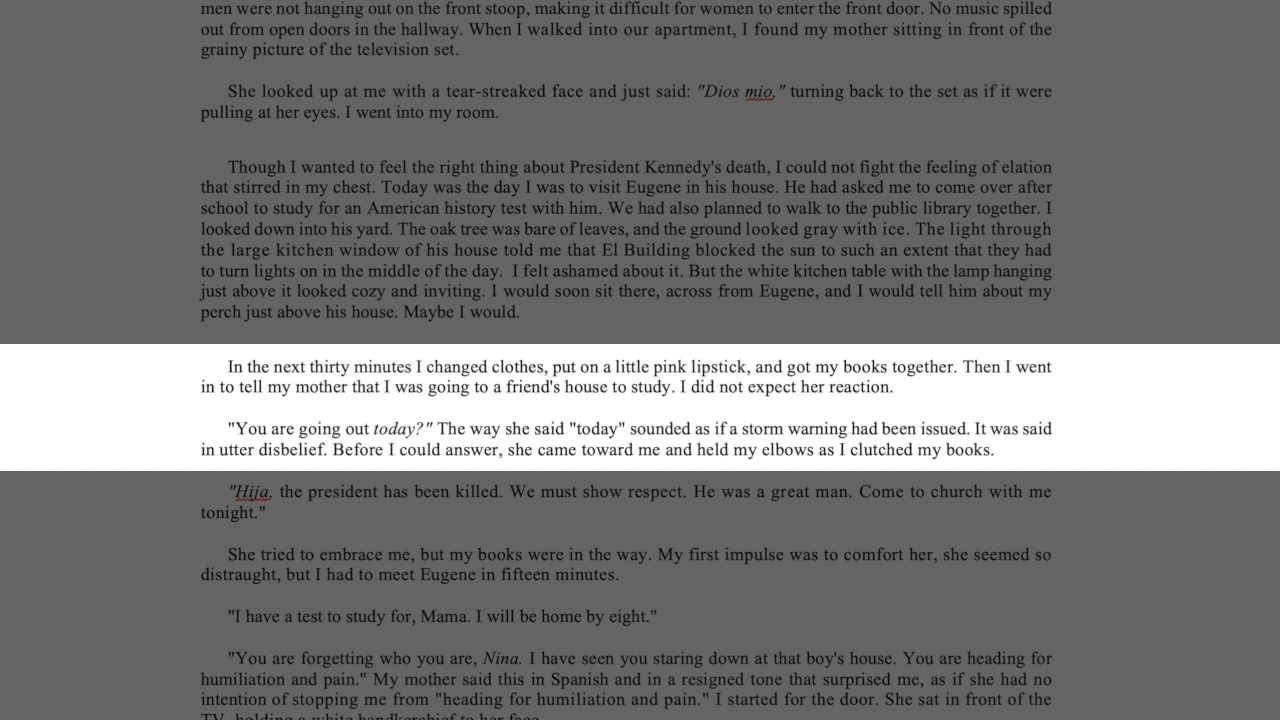 men were not hanging out on the front stoop, making it difficult for women to enter the front door. No music spilled
out from open doors in the hallway. When I walked into our apartment, I found my mother sitting in front of the
grainy picture of the television set.
She looked up at me with a tear-streaked face and just said: "Dios mio," turning back to the set as if it were
pulling at her eyes. I went into my room.
Though I wanted to feel the right thing about President Kennedy's death, I could not fight the feeling of elation
that stirred in my chest. Today was the day I was to visit Eugene in his house. He had asked me to come over after
school to study for an American history test with him. We had also planned to walk to the public library together. I
looked down into his yard. The oak tree was bare of leaves, and the ground looked gray with ice. The light through
the large kitchen window of his house told me that El Building blocked the sun to such an extent that they had
to turn lights on in the middle of the day. I felt ashamed about it. But the white kitchen table with the lamp hanging
just above it looked cozy and inviting. I would soon sit there, across from Eugene, and I would tell him about my
perch just above his house. Maybe I would.
In the next thirty minutes I changed clothes, put on a little pink lipstick, and got my books together. Then I went
in to tell my mother that I was going to a friend's house to study. I did not expect her reaction.
"You are going out today?" The way she said "today" sounded as if a storm warning had been issued. It was said
in utter disbelief. Before I could answer, she came toward me and held my elbows as I clutched my books.
"Hija, the president has been killed. We must show respect. He was a great man. Come to church with me
tonight."
She tried to embrace me, but my books were in the way. My first impulse was to comfort her, she seemed so
distraught, but I had to meet Eugene in fifteen minutes.
"I have a test to study for, Mama. I will be home by eight."
"You are forgetting who you are, Nina. I have seen you staring down at that boy's house. You are heading for
humiliation and pain." My mother said this in Spanish and in a resigned tone that surprised me, as if she had no
intention of stopping me from "heading for humiliation and pain." I started for the door. She sat in front of the
TV, holding a white handkerchief to her face.